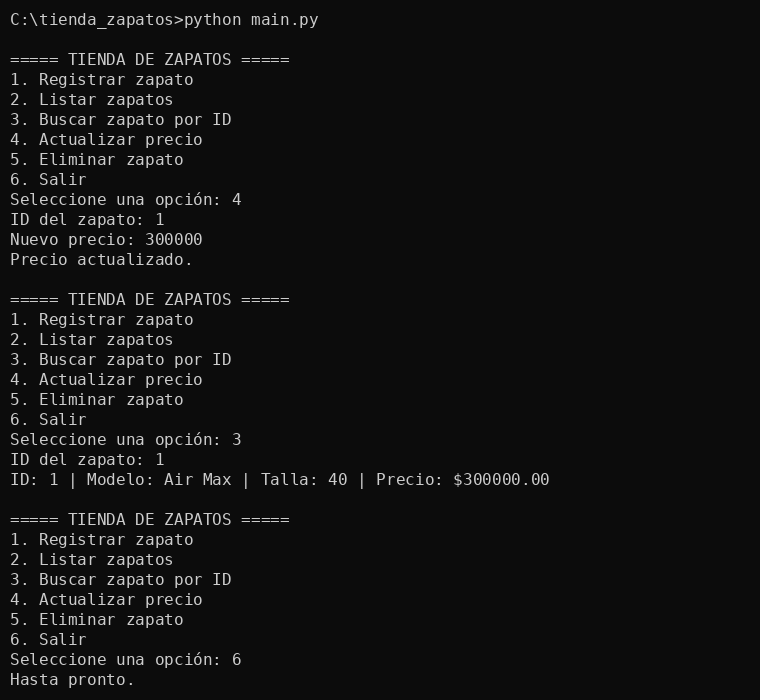 C:\tienda_zapatos>python main.py
===== TIENDA DE ZAPATOS =====
1. Registrar zapato
2. Listar zapatos
3. Buscar zapato por ID
4. Actualizar precio
5. Eliminar zapato
6. Salir
Seleccione una opción: 4
ID del zapato: 1
Nuevo precio: 300000
Precio actualizado.
===== TIENDA DE ZAPATOS =====
1. Registrar zapato
2. Listar zapatos
3. Buscar zapato por ID
4. Actualizar precio
5. Eliminar zapato
6. Salir
Seleccione una opción: 3
ID del zapato: 1
ID: 1 | Modelo: Air Max | Talla: 40 | Precio: $300000.00
===== TIENDA DE ZAPATOS =====
1. Registrar zapato
2. Listar zapatos
3. Buscar zapato por ID
4. Actualizar precio
5. Eliminar zapato
6. Salir
Seleccione una opción: 6
Hasta pronto.